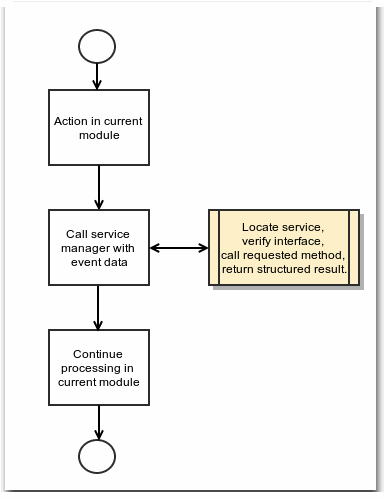 Action in current
module
Call service
manager with
event data
Locate service,
verify interface,
call requested method,
return structured result.
Continue
processing in
current module